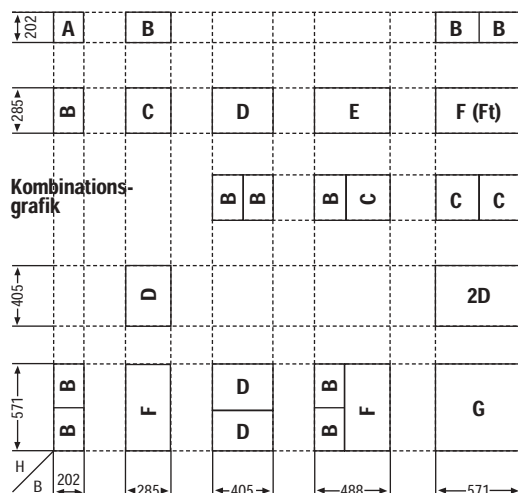 202 A B B B
285 B C D E F (Ft)
Kombinations-
grafik
B B B C C C
405 D 2D
B D B
571 F F G
B D B
H
B 202 285 405 488 571